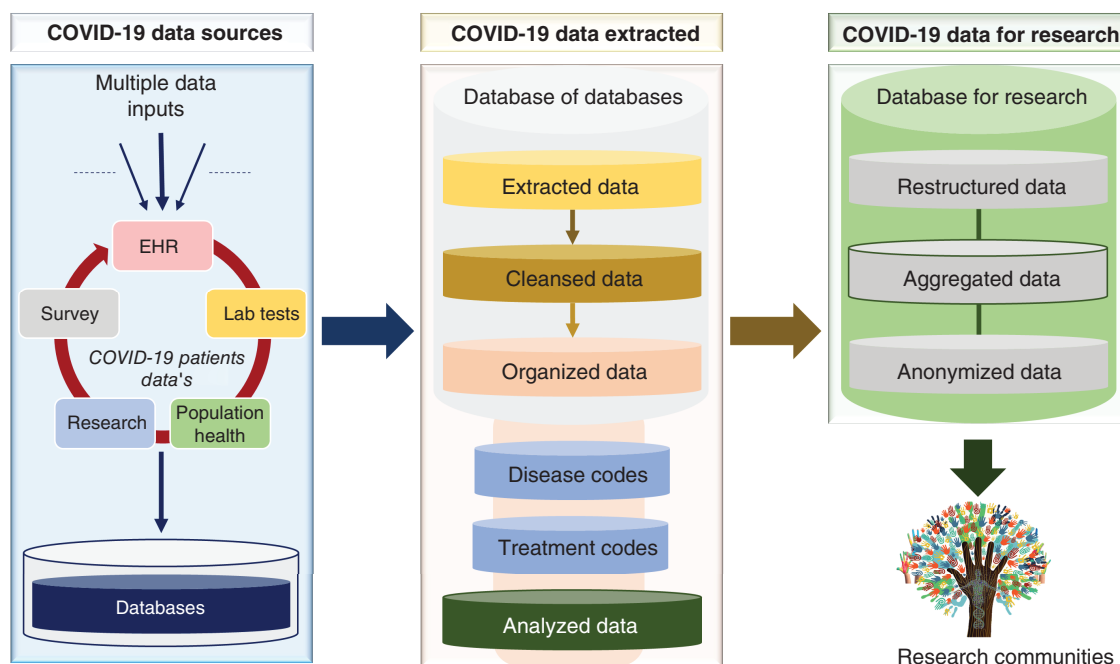 COVID-19 data sources
Multiple data
inputs
EHR
Survey
Lab tests
COVID-19 patients
data's
Research
Population
health
Databases
COVID-19 data extracted
Database of databases
Extracted data
Cleansed data
Organized data
Disease codes
Treatment codes
Analyzed data
COVID-19 data for research
Database for research
Restructured data
Aggregated data
Anonymized data
Research communities